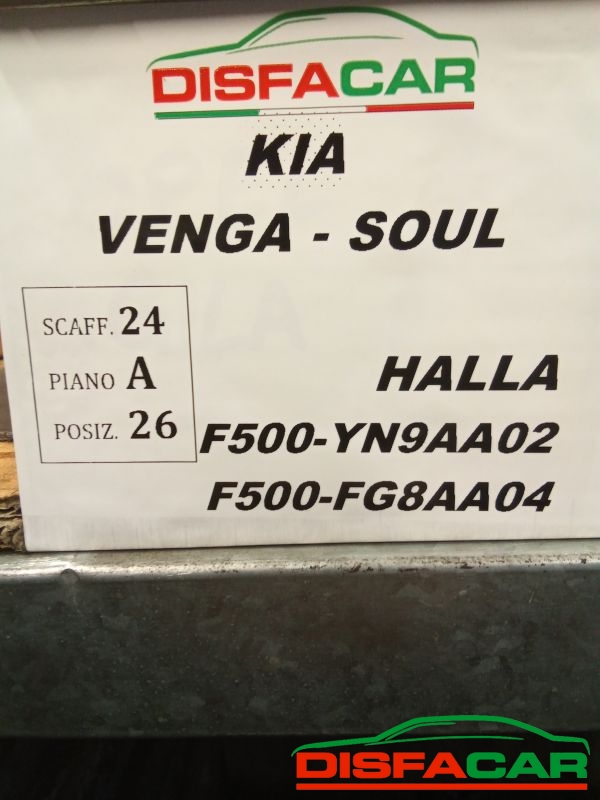 DISFACAR
KIA
VENGA - SOUL
SCAFF. 24
PIANO A
POSIZ. 26
HALLA
F500-YN9AA02
F500-FG8AA04
DISFACAR